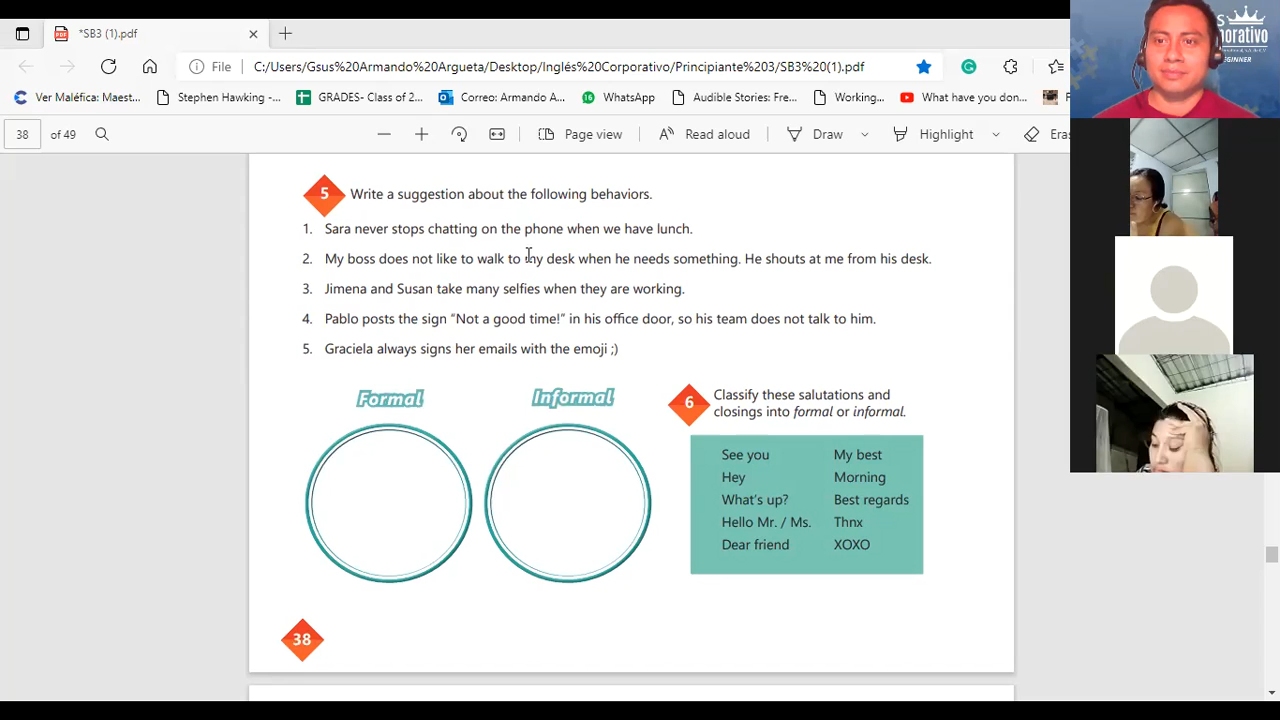 *SB3 (1).pdf
File
C:/Users/Gsus%20Armando%20Argueta/Desktop/Ingles%20Corporativo/Principiante%203/SB3%20(1).pdf
Ver Maléfica: Maest...
Stephen Hawking -...
GRADES- Class of 2...
Correo: Armando A...
WhatsApp
Audible Stories: Fre...
Working...
What have you don...
38 of 49
Page view
Read aloud
Draw
Highlight
5 Write a suggestion about the following behaviors.
1. Sara never stops chatting on the phone when we have lunch.
2. My boss does not like to walk to my desk when he needs something. He shouts at me from his desk.
3. Jimena and Susan take many selfies when they are working.
4. Pablo posts the sign “Not a good time!” in his office door, so his team does not talk to him.
5. Graciela always signs her emails with the emoji ;)
Formal
Informal
6 Classify these salutations and
closings into formal or informal.
See you My best
Hey Morning
What's up? Best regards
Hello Mr. / Ms. Thnx
Dear friend XOXO
38